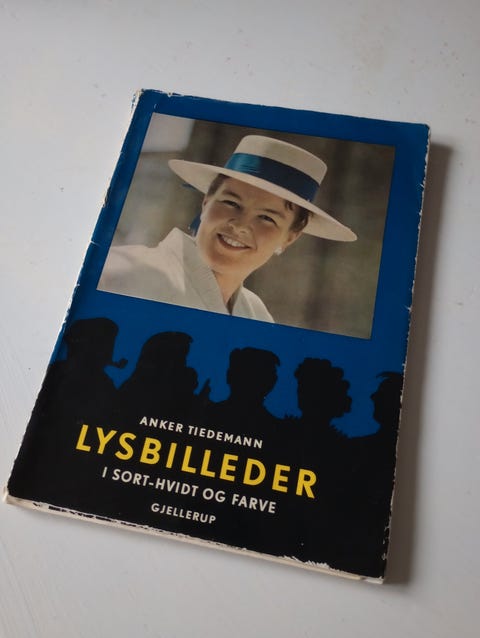 ANKER TIEDEMANN
LYSBILLEDER
I SORT-HVIDT OG FARVE
GJELLERUP